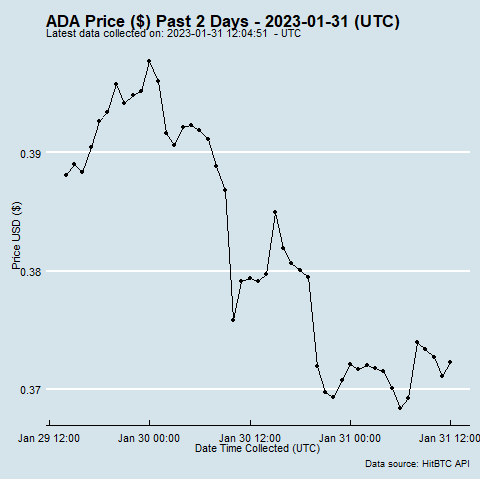 ADA Price ($) Past 2 Days - 2023-01-31 (UTC)
Latest data collected on: 2023-01-31 12:04:51  - UTC
0.39
0.38
0.37
Price USD ($)
Jan 29 12:00 Jan 30 00:00 Jan 30 12:00 Jan 31 00:00 Jan 31 12:00
Date Time Collected (UTC)
Data source: HitBTC API